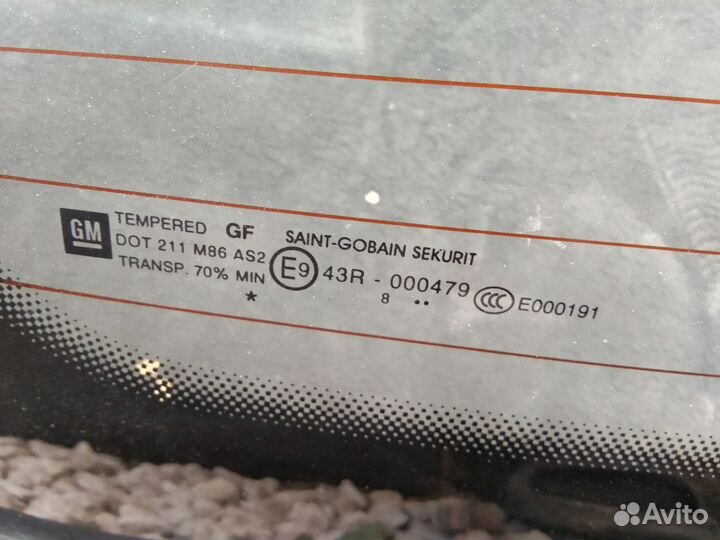 GM TEMPERED GF SAINT-GOBAIN SEKURIT
DOT 211 M86 AS2 E9 43R - 000479 CCC E000191
TRANSP. 70% MIN
★ 8 ••
Avito